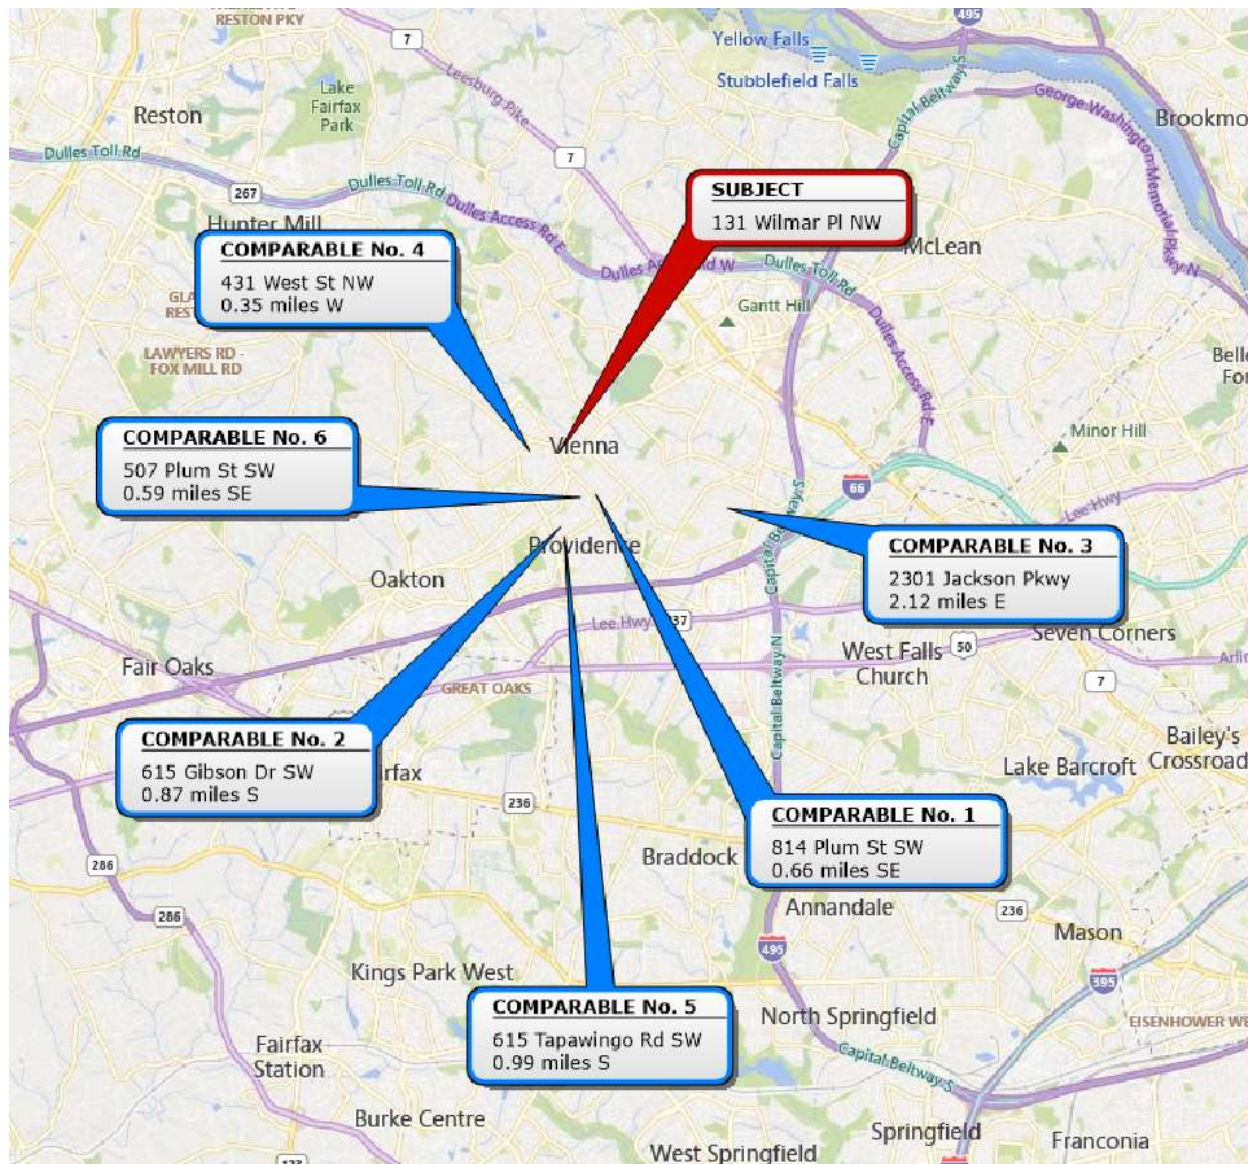 RESTON PKY
495
7
Yellow Falls
Stubblefield Falls
Leesburg Pike
Capital Beltway S
George Washington Memorial Pkwy N
Reston
Lake
Fairfax
Park
Dulles Toll Rd
7
267
Dulles Toll Rd
Dulles Access Rd E
Hunter Mill
SUBJECT
131 Wilmar Pl NW
McLean
COMPARABLE No. 4
431 West St NW
0.35 miles W
Dulles Toll Rd
Gantt Hill
Dulles Access Rd E
LAWYERS RD -
FOX MILL RD
COMPARABLE No. 6
507 Plum St SW
0.59 miles SE
Vienna
Minor Hill
66
Lee Hwy
Capital Beltway S
COMPARABLE No. 3
2301 Jackson Pkwy
2.12 miles E
Providence
Oakton
Lee Hwy
Seven Corners
West Falls
Church
50
7
Fair Oaks
GREAT OAKS
Capital Beltway N
COMPARABLE No. 2
615 Gibson Dr SW
0.87 miles S
Bailey's
Crossroad
Lake Barcroft
236
COMPARABLE No. 1
814 Plum St SW
0.66 miles SE
Braddock
286
286
Annandale
236
Mason
495
395
Kings Park West
COMPARABLE No. 5
615 Tapawingo Rd SW
0.99 miles S
North Springfield
Capital Beltway S
Fairfax
Station
Burke Centre
Springfield
Franconia
West Springfield